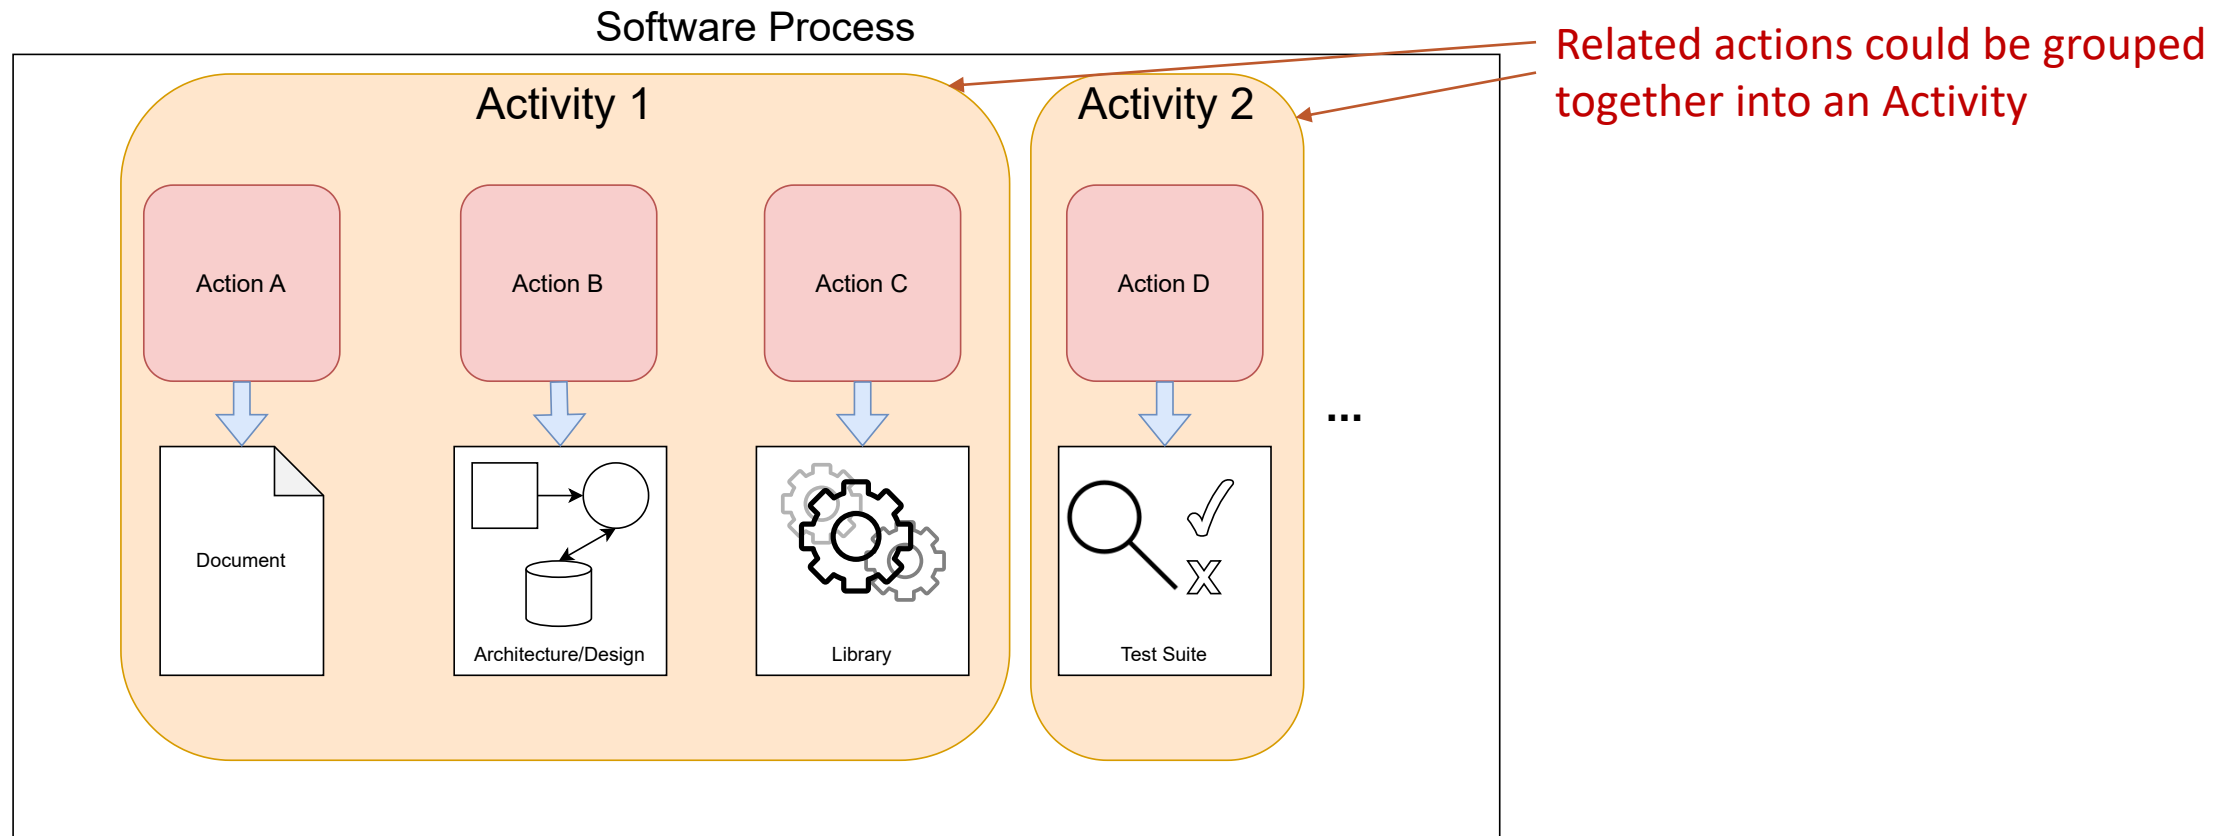 Software Process
Related actions could be grouped
together into an Activity
Activity 1
Activity 2
Action A
Action B
Action C
Action D
...
Document
Architecture/Design
Library
Test Suite